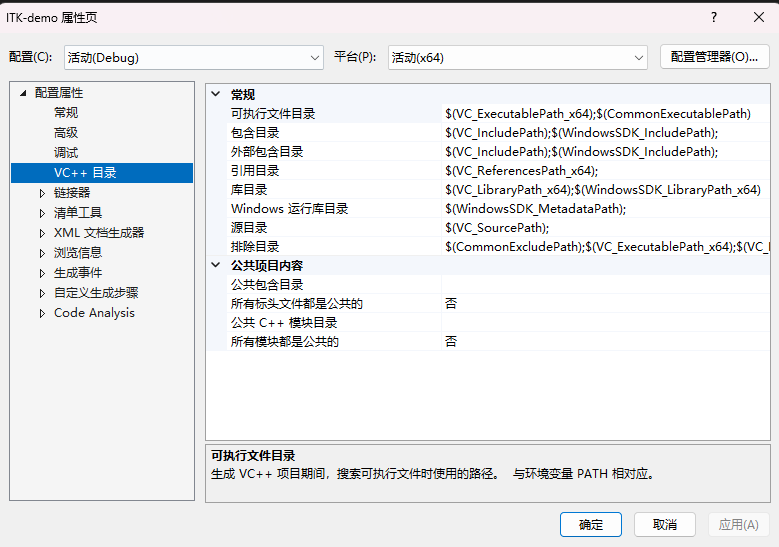 ITK-demo 属性页
配置(C): 活动(Debug) 平台(P): 活动(x64) 配置管理器(O)...
配置属性
常规
高级
调试
VC++ 目录
链接器
清单工具
XML 文档生成器
浏览信息
生成事件
自定义生成步骤
Code Analysis
常规
可执行文件目录 $(VC_ExecutablePath_x64);$(CommonExecutablePath)
包含目录 $(VC_IncludePath);$(WindowsSDK_IncludePath);
外部包含目录 $(VC_IncludePath);$(WindowsSDK_IncludePath);
引用目录 $(VC_ReferencesPath_x64);
库目录 $(VC_LibraryPath_x64);$(WindowsSDK_LibraryPath_x64)
Windows 运行库目录 $(WindowsSDK_MetadataPath);
源目录 $(VC_SourcePath);
排除目录 $(CommonExcludePath);$(VC_ExecutablePath_x64);$(VC_
公共项目内容
公共包含目录
所有标头文件都是公共的 否
公共 C++ 模块目录
所有模块都是公共的 否
可执行文件目录
生成 VC++ 项目期间，搜索可执行文件时使用的路径。 与环境变量 PATH 相对应。
确定 取消 应用(A)